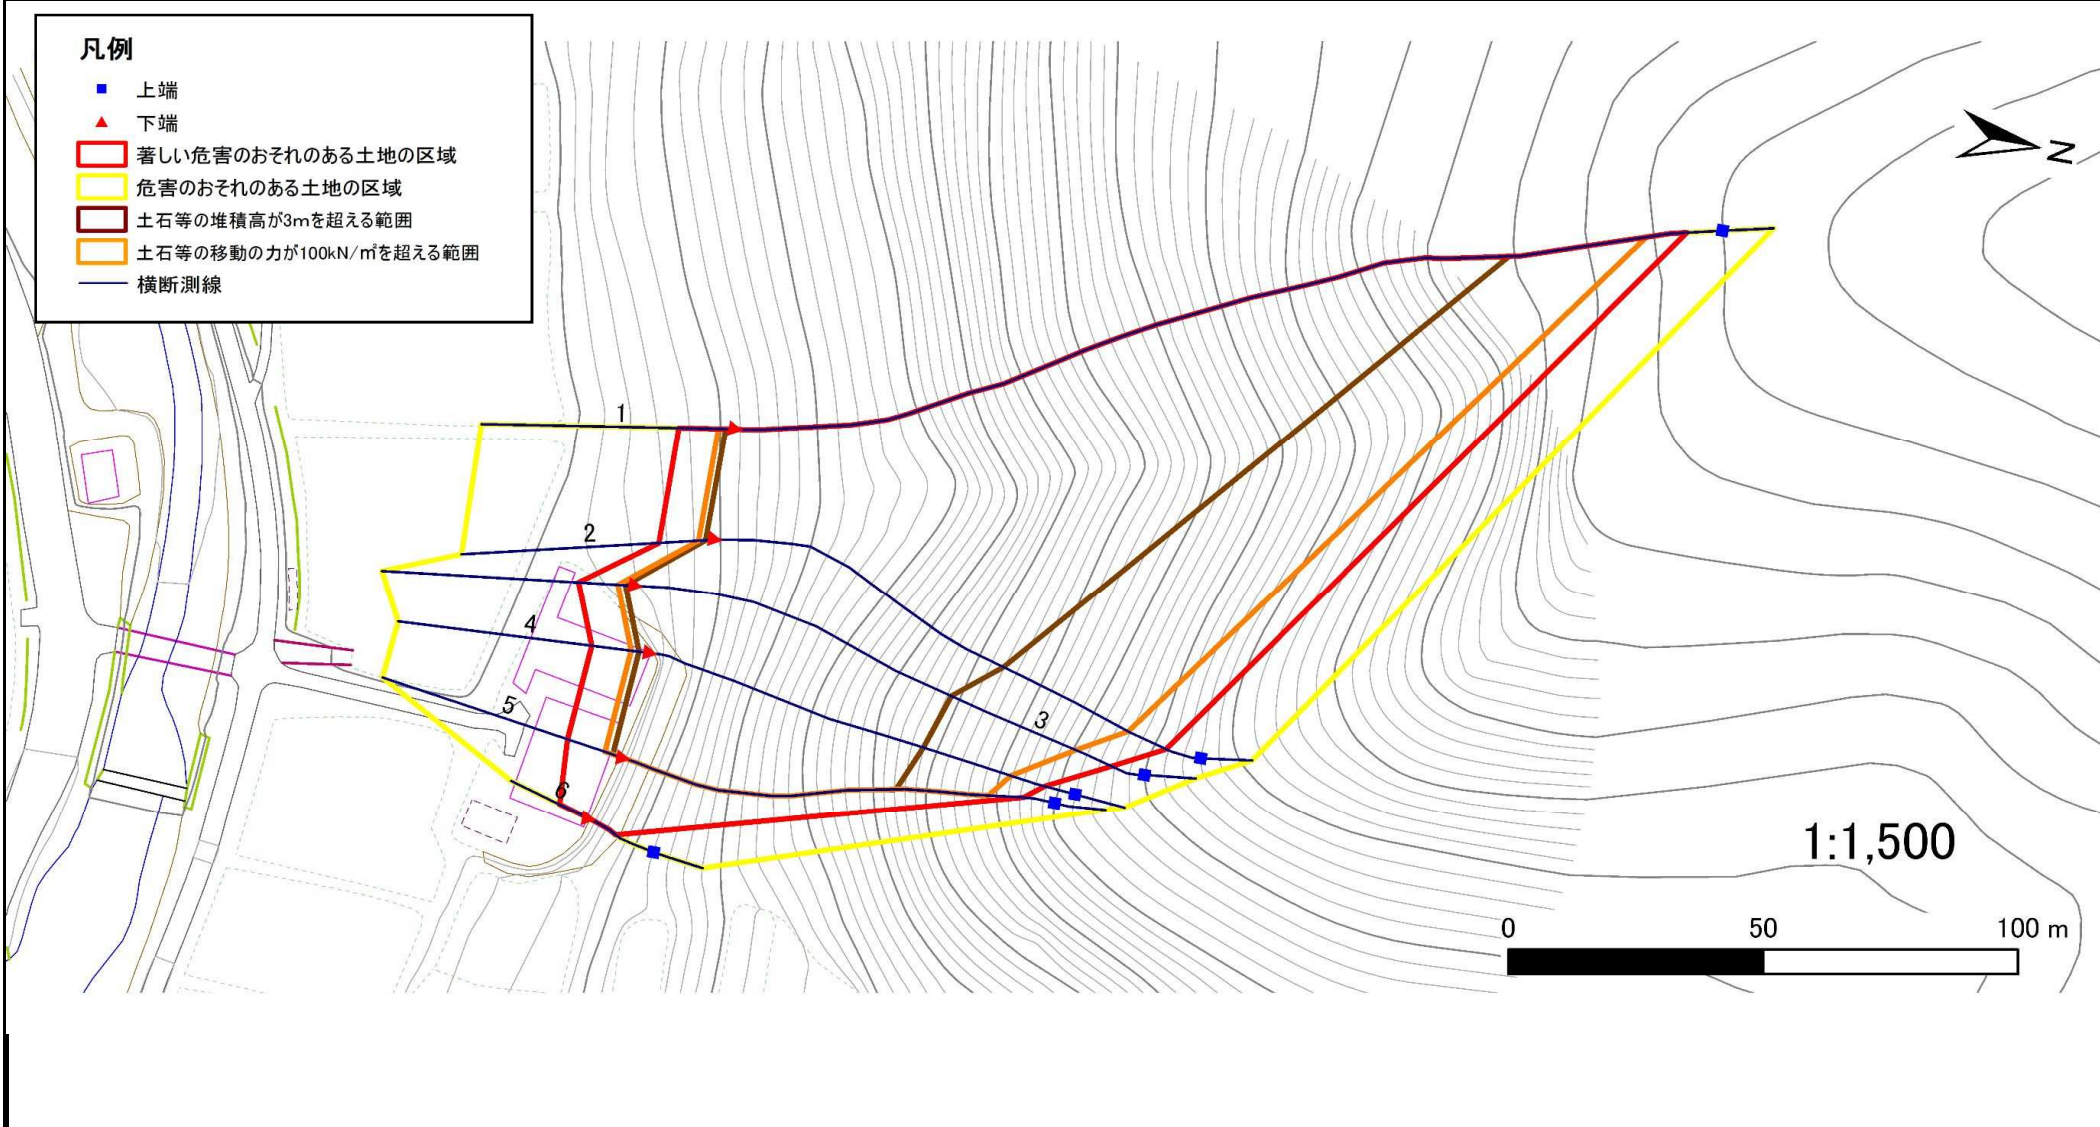 凡例
上端
下端
著しい危害のおそれのある土地の区域
危害のおそれのある土地の区域
土石等の堆積高が3mを超える範囲
土石等の移動の力が100kN/㎡を超える範囲
横断測線
N
1
2
4
5
3
6
1:1,500
0 50 100 m